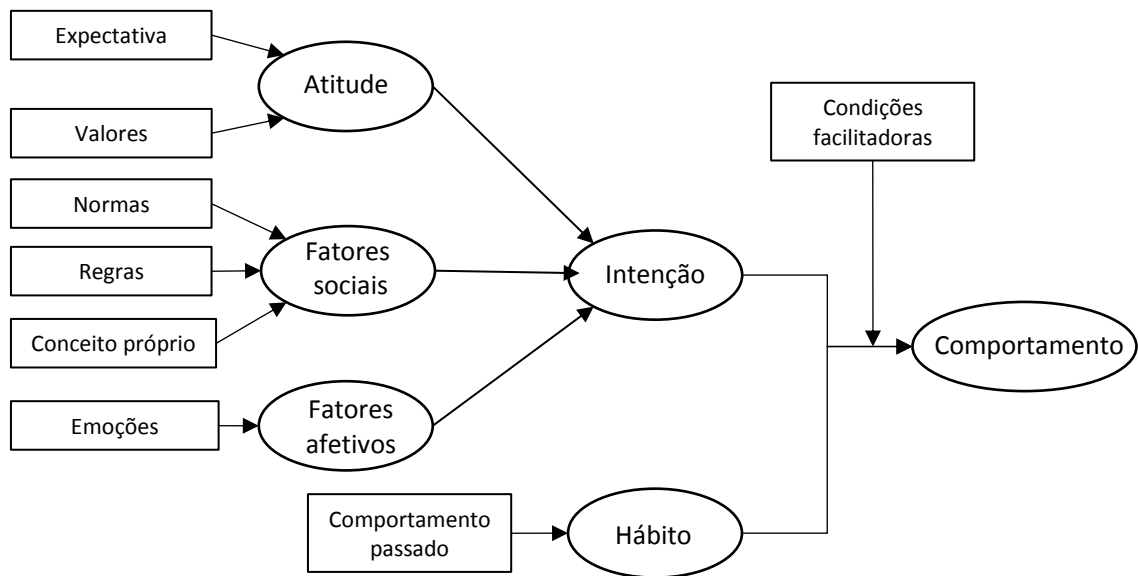 Expectativa
Atitude
Valores
Condições
facilitadoras
Normas
Regras
Conceito próprio
Fatores
sociais
Intenção
Comportamento
Emoções
Fatores
afetivos
Comportamento
passado
Hábito